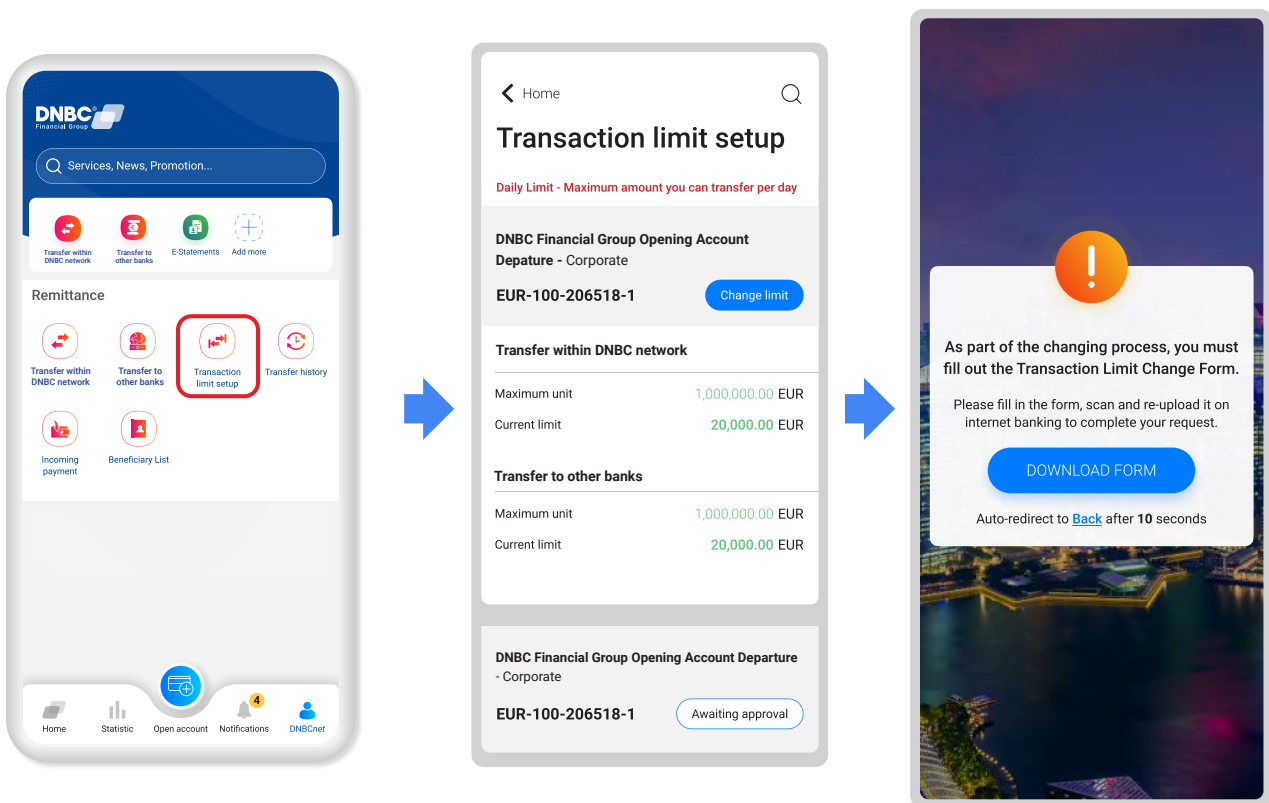 DNBC
Financial Group
Services, News, Promotion...
Transfer within
DNBC network
Transfer to
other banks
E-Statements
Add more
Remittance
Transfer within
DNBC network
Transfer to
other banks
Transaction
limit setup
Transfer history
Incoming
payment
Beneficiary List
Home
Statistic
Open account
4
Notifications
DNBCnet
Home
Transaction limit setup
Daily Limit - Maximum amount you can transfer per day
DNBC Financial Group Opening Account
Depature - Corporate
EUR-100-206518-1
Change limit
Transfer within DNBC network
Maximum unit 1,000,000.00 EUR
Current limit 20,000.00 EUR
Transfer to other banks
Maximum unit 1,000,000.00 EUR
Current limit 20,000.00 EUR
DNBC Financial Group Opening Account Departure
- Corporate
EUR-100-206518-1
Awaiting approval
As part of the changing process, you must
fill out the Transaction Limit Change Form.
Please fill in the form, scan and re-upload it on
internet banking to complete your request.
DOWNLOAD FORM
Auto-redirect to Back after 10 seconds